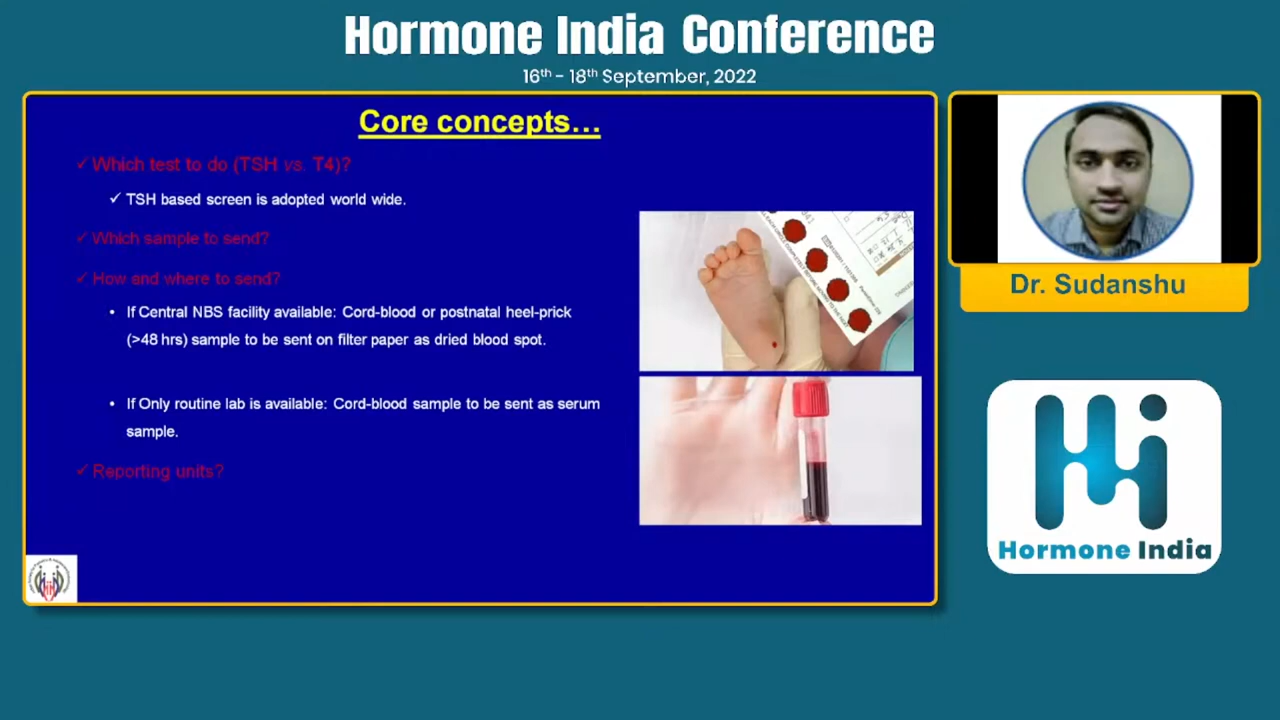 Hormone India Conference
16th - 18th September, 2022
Core concepts...
✓ Which test to do (TSH vs. T4)?
✓ TSH based screen is adopted world wide.
✓ Which sample to send?
✓ How and where to send?
• If Central NBS facility available: Cord-blood or postnatal heel-prick
(>48 hrs) sample to be sent on filter paper as dried blood spot.
• If Only routine lab is available: Cord-blood sample to be sent as serum
sample.
✓ Reporting units?
Dr. Sudanshu
Hi
Hormone India